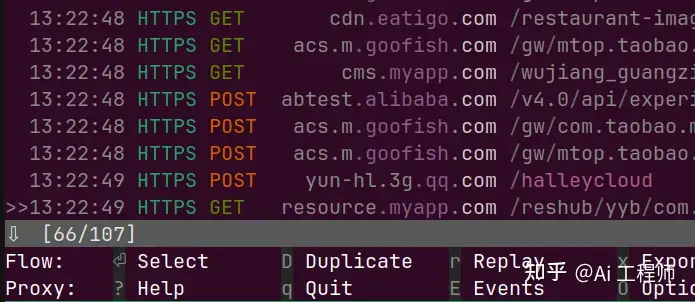 13:22:48 HTTPS GET cdn.eatigo.com /restaurant-imag
13:22:48 HTTPS GET acs.m.goofish.com /gw/mtop.taobao.
13:22:48 HTTPS GET cms.myapp.com /wujiang_guangzi
13:22:48 HTTPS POST abtest.alibaba.com /v4.0/api/experi
13:22:48 HTTPS POST acs.m.goofish.com /gw/com.taobao.m
13:22:48 HTTPS POST acs.m.goofish.com /gw/mtop.taobao.
13:22:49 HTTPS POST yun-hl.3g.qq.com /halleycloud
>>13:22:49 HTTPS GET resource.myapp.com /reshub/yyb/com.
⇩ [66/107]
Flow: ⏎ Select D Duplicate r Replay x Expor
Proxy: ? Help q Quit E Events O Optio
知乎 @Ai 工程师